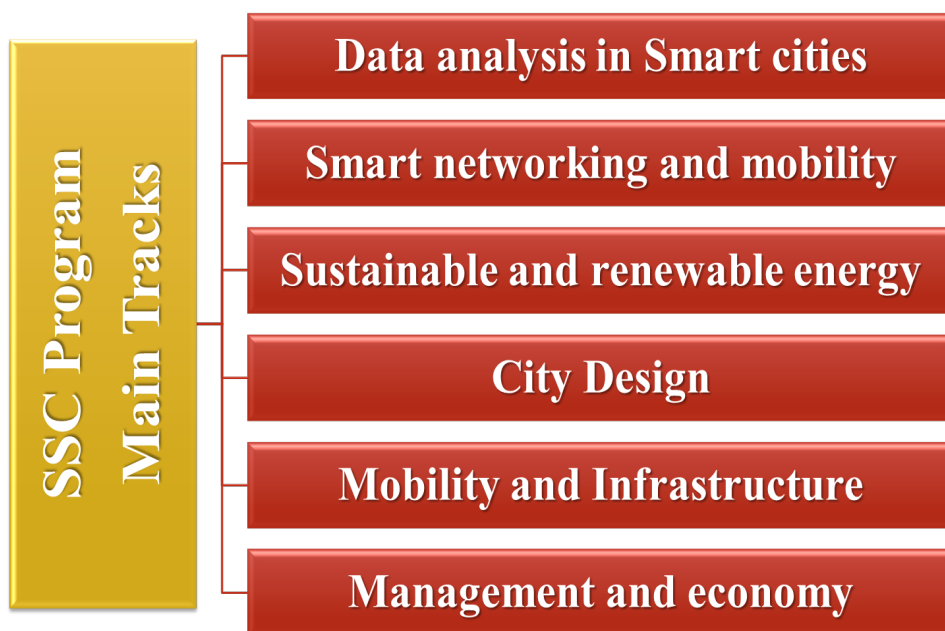 SSC Program
Main Tracks
Data analysis in Smart cities
Smart networking and mobility
Sustainable and renewable energy
City Design
Mobility and Infrastructure
Management and economy